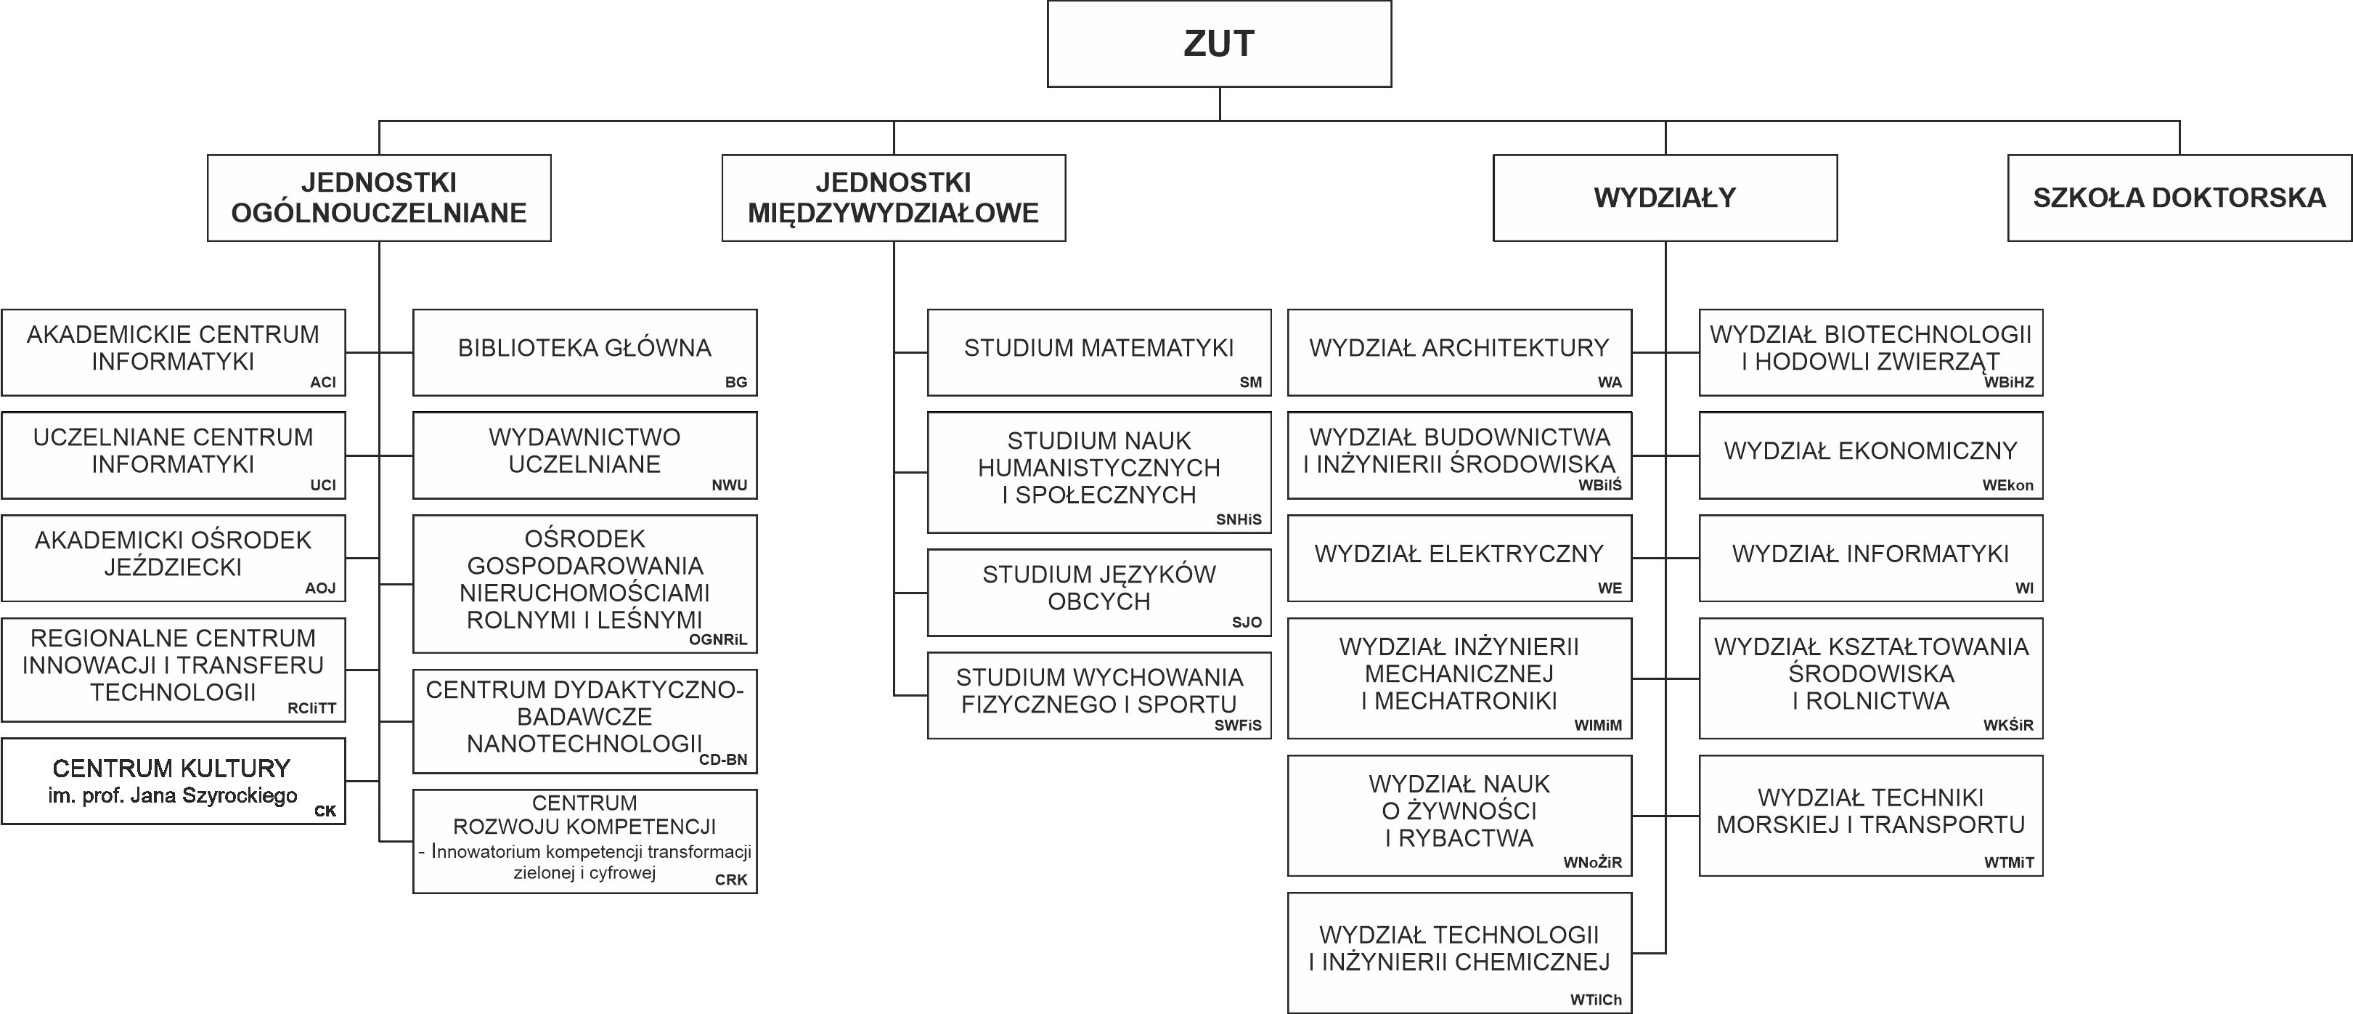 ZUT
JEDNOSTKI
OGÓLNOUCZELNIANE
JEDNOSTKI
MIĘDZYWYDZIAŁOWE
WYDZIAŁY
SZKOŁA DOKTORSKA
AKADEMICKIE CENTRUM
INFORMATYKI
ACI
UCZELNIANE CENTRUM
INFORMATYKI
UCI
AKADEMICKI OŚRODEK
JEŹDZIECKI
AOJ
REGIONALNE CENTRUM
INNOWACJI I TRANSFERU
TECHNOLOGII
RCIiTT
CENTRUM KULTURY
im. prof. Jana Szyrockiego
CK
BIBLIOTEKA GŁÓWNA
BG
WYDAWNICTWO
UCZELNIANE
NWU
OŚRODEK
GOSPODAROWANIA
NIERUCHOMOŚCIAMI
ROLNYMI I LEŚNYMI
OGNRiL
CENTRUM DYDAKTYCZNO-
BADAWCZE
NANOTECHNOLOGII
CD-BN
CENTRUM
ROZWOJU KOMPETENCJI
- Innowatorium kompetencji transformacji
zielonej i cyfrowej
CRK
STUDIUM MATEMATYKI
SM
STUDIUM NAUK
HUMANISTYCZNYCH
I SPOŁECZNYCH
SNHiS
STUDIUM JĘZYKÓW
OBCYCH
SJO
STUDIUM WYCHOWANIA
FIZYCZNEGO I SPORTU
SWFiS
WYDZIAŁ ARCHITEKTURY
WA
WYDZIAŁ BUDOWNICTWA
I INŻYNIERII ŚRODOWISKA
WBiIŚ
WYDZIAŁ ELEKTRYCZNY
WE
WYDZIAŁ INŻYNIERII
MECHANICZNEJ
I MECHATRONIKI
WIMiM
WYDZIAŁ NAUK
O ŻYWNOŚCI
I RYBACTWA
WNoŻiR
WYDZIAŁ TECHNOLOGII
I INŻYNIERII CHEMICZNEJ
WTiICh
WYDZIAŁ BIOTECHNOLOGII
I HODOWLI ZWIERZĄT
WBiHZ
WYDZIAŁ EKONOMICZNY
WEkon
WYDZIAŁ INFORMATYKI
WI
WYDZIAŁ KSZTAŁTOWANIA
ŚRODOWISKA
I ROLNICTWA
WKŚiR
WYDZIAŁ TECHNIKI
MORSKIEJ I TRANSPORTU
WTMiT